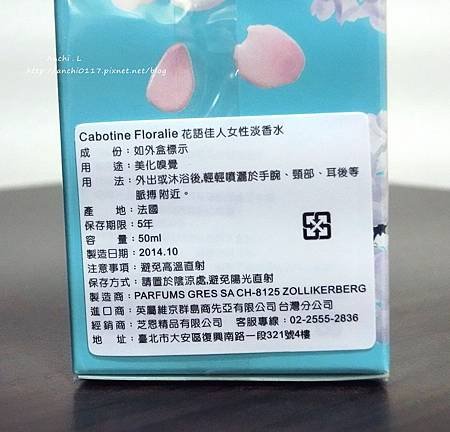 Anchi . L
http://anchi0117.pixnet.net/blog
Cabotine Floralie 花語佳人女性淡香水
成 份：如外盒標示
用 途：美化嗅覺
用 法：外出或沐浴後,輕輕噴灑於手腕、頸部、耳後等
脈搏 附近。
產 地：法國
保存期限：5年
容 量：50ml
製造日期：2014.10
注意事項：避免高溫直射
保存方式：請置於陰涼處,避免陽光直射
製造商：PARFUMS GRES SA CH-8125 ZOLLIKERBERG
進口商：英屬維京群島商先亞有限公司台灣分公司
經銷商：芝恩精品有限公司 客服專線：02-2555-2836
地 址：臺北市大安區復興南路一段321號4樓